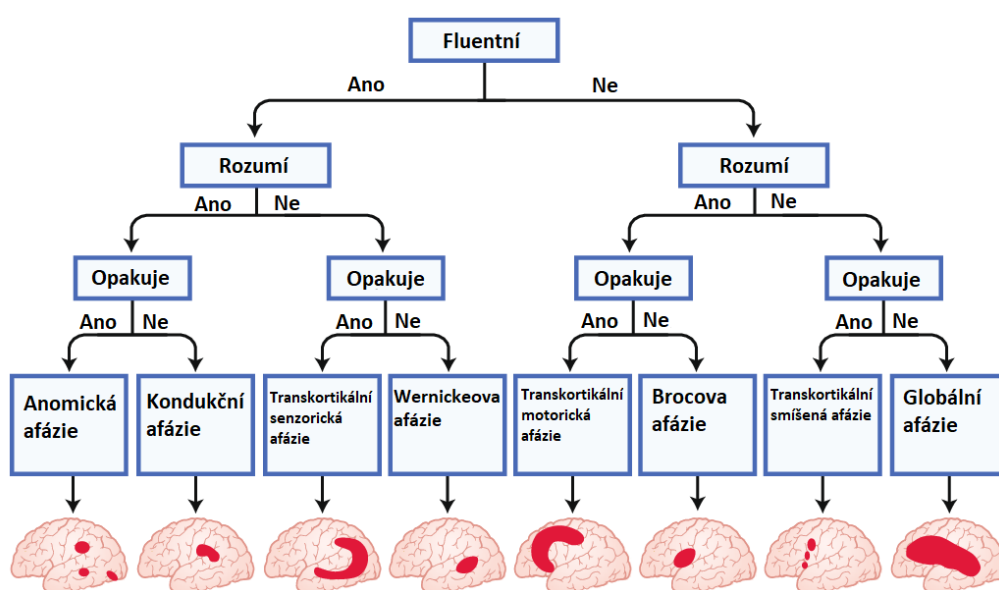 Fluentní
Ano
Ne
Rozumí
Rozumí
Ano
Ne
Ano
Ne
Opakuje
Opakuje
Opakuje
Opakuje
Ano
Ne
Ano
Ne
Ano
Ne
Ano
Ne
Anomická
afázie
Kondukční
afázie
Transkortikální
senzorická
afázie
Wernickeova
afázie
Transkortikální
motorická
afázie
Brocova
afázie
Transkortikální
smíšená afázie
Globální
afázie